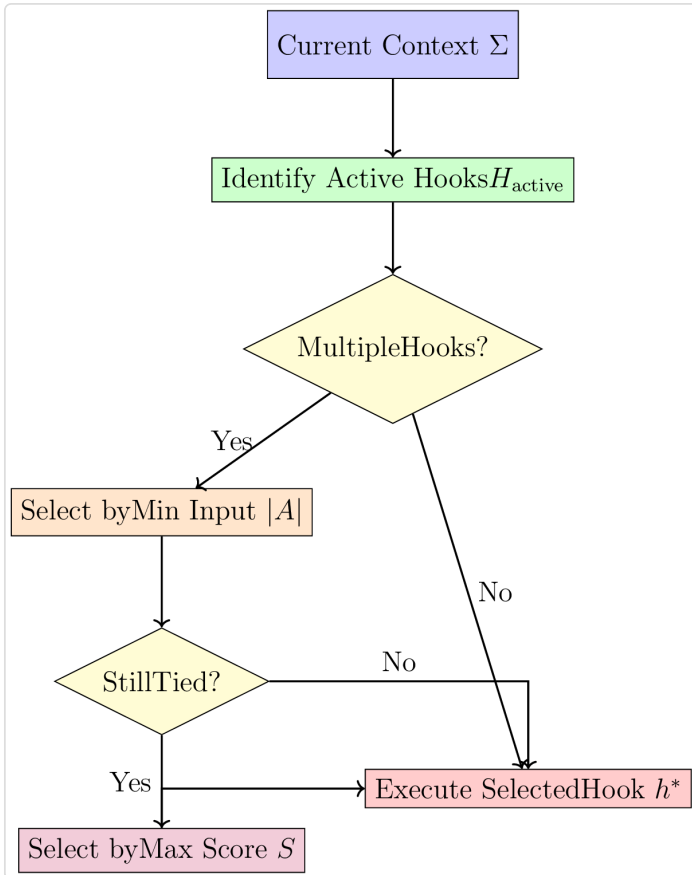 Current Context Σ
Identify Active HooksH_active
MultipleHooks?
Yes
Select byMin Input |A|
No
StillTied?
No
Yes
Execute SelectedHook h*
Select byMax Score S